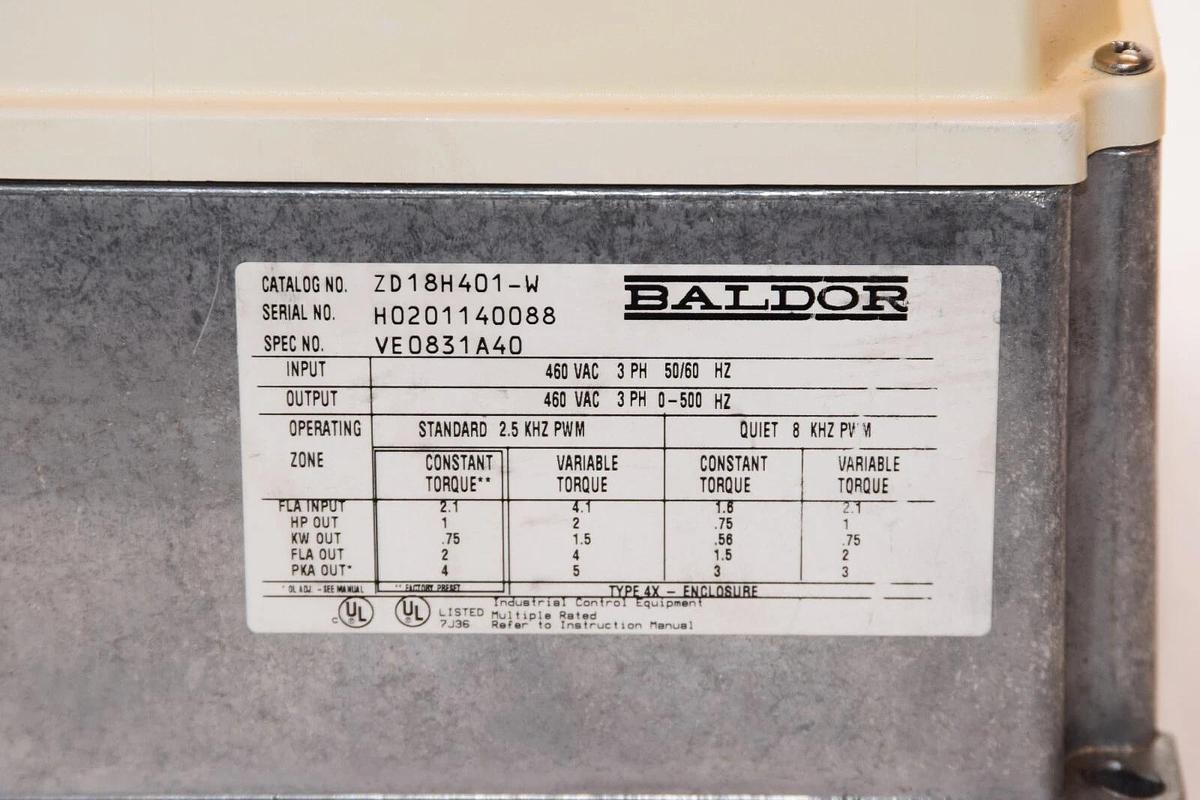 CATALOG NO. ZD18H401-W
BALDOR
SERIAL NO. H0201140088
SPEC NO. VE0831A40
INPUT 460 VAC 3 PH 50/60 HZ
OUTPUT 460 VAC 3 PH 0-500 HZ
OPERATING STANDARD 2.5 KHZ PWM QUIET 8 KHZ PWM
ZONE CONSTANT VARIABLE CONSTANT VARIABLE
TORQUE** TORQUE TORQUE TORQUE
FLA INPUT 2.1 4.1 1.6 2.1
HP OUT 1 2 .75 1
KW OUT .75 1.5 .56 .75
FLA OUT 2 4 1.5 2
PKA OUT* 4 5 3 3
* OL ADJ. - SEE MANUAL ** FACTORY PRESET TYPE 4X - ENCLOSURE
Industrial Control Equipment
c UL ® UL ® LISTED Multiple Rated
7J36 Refer to Instruction Manual